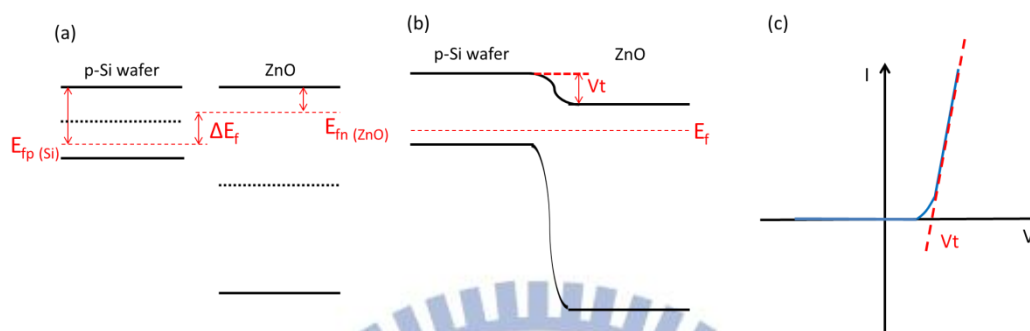 (a)
p-Si wafer
ZnO
Efp (Si)
ΔEf
Efn (ZnO)
(b)
p-Si wafer
ZnO
Vt
Ef
(c)
I
V
Vt